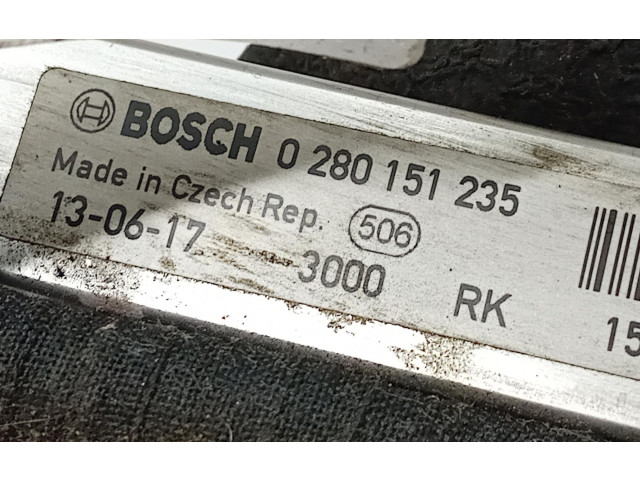 BOSCH 0 280 151 235
Made in Czech Rep. 506
13-06-17 3000 RK 15